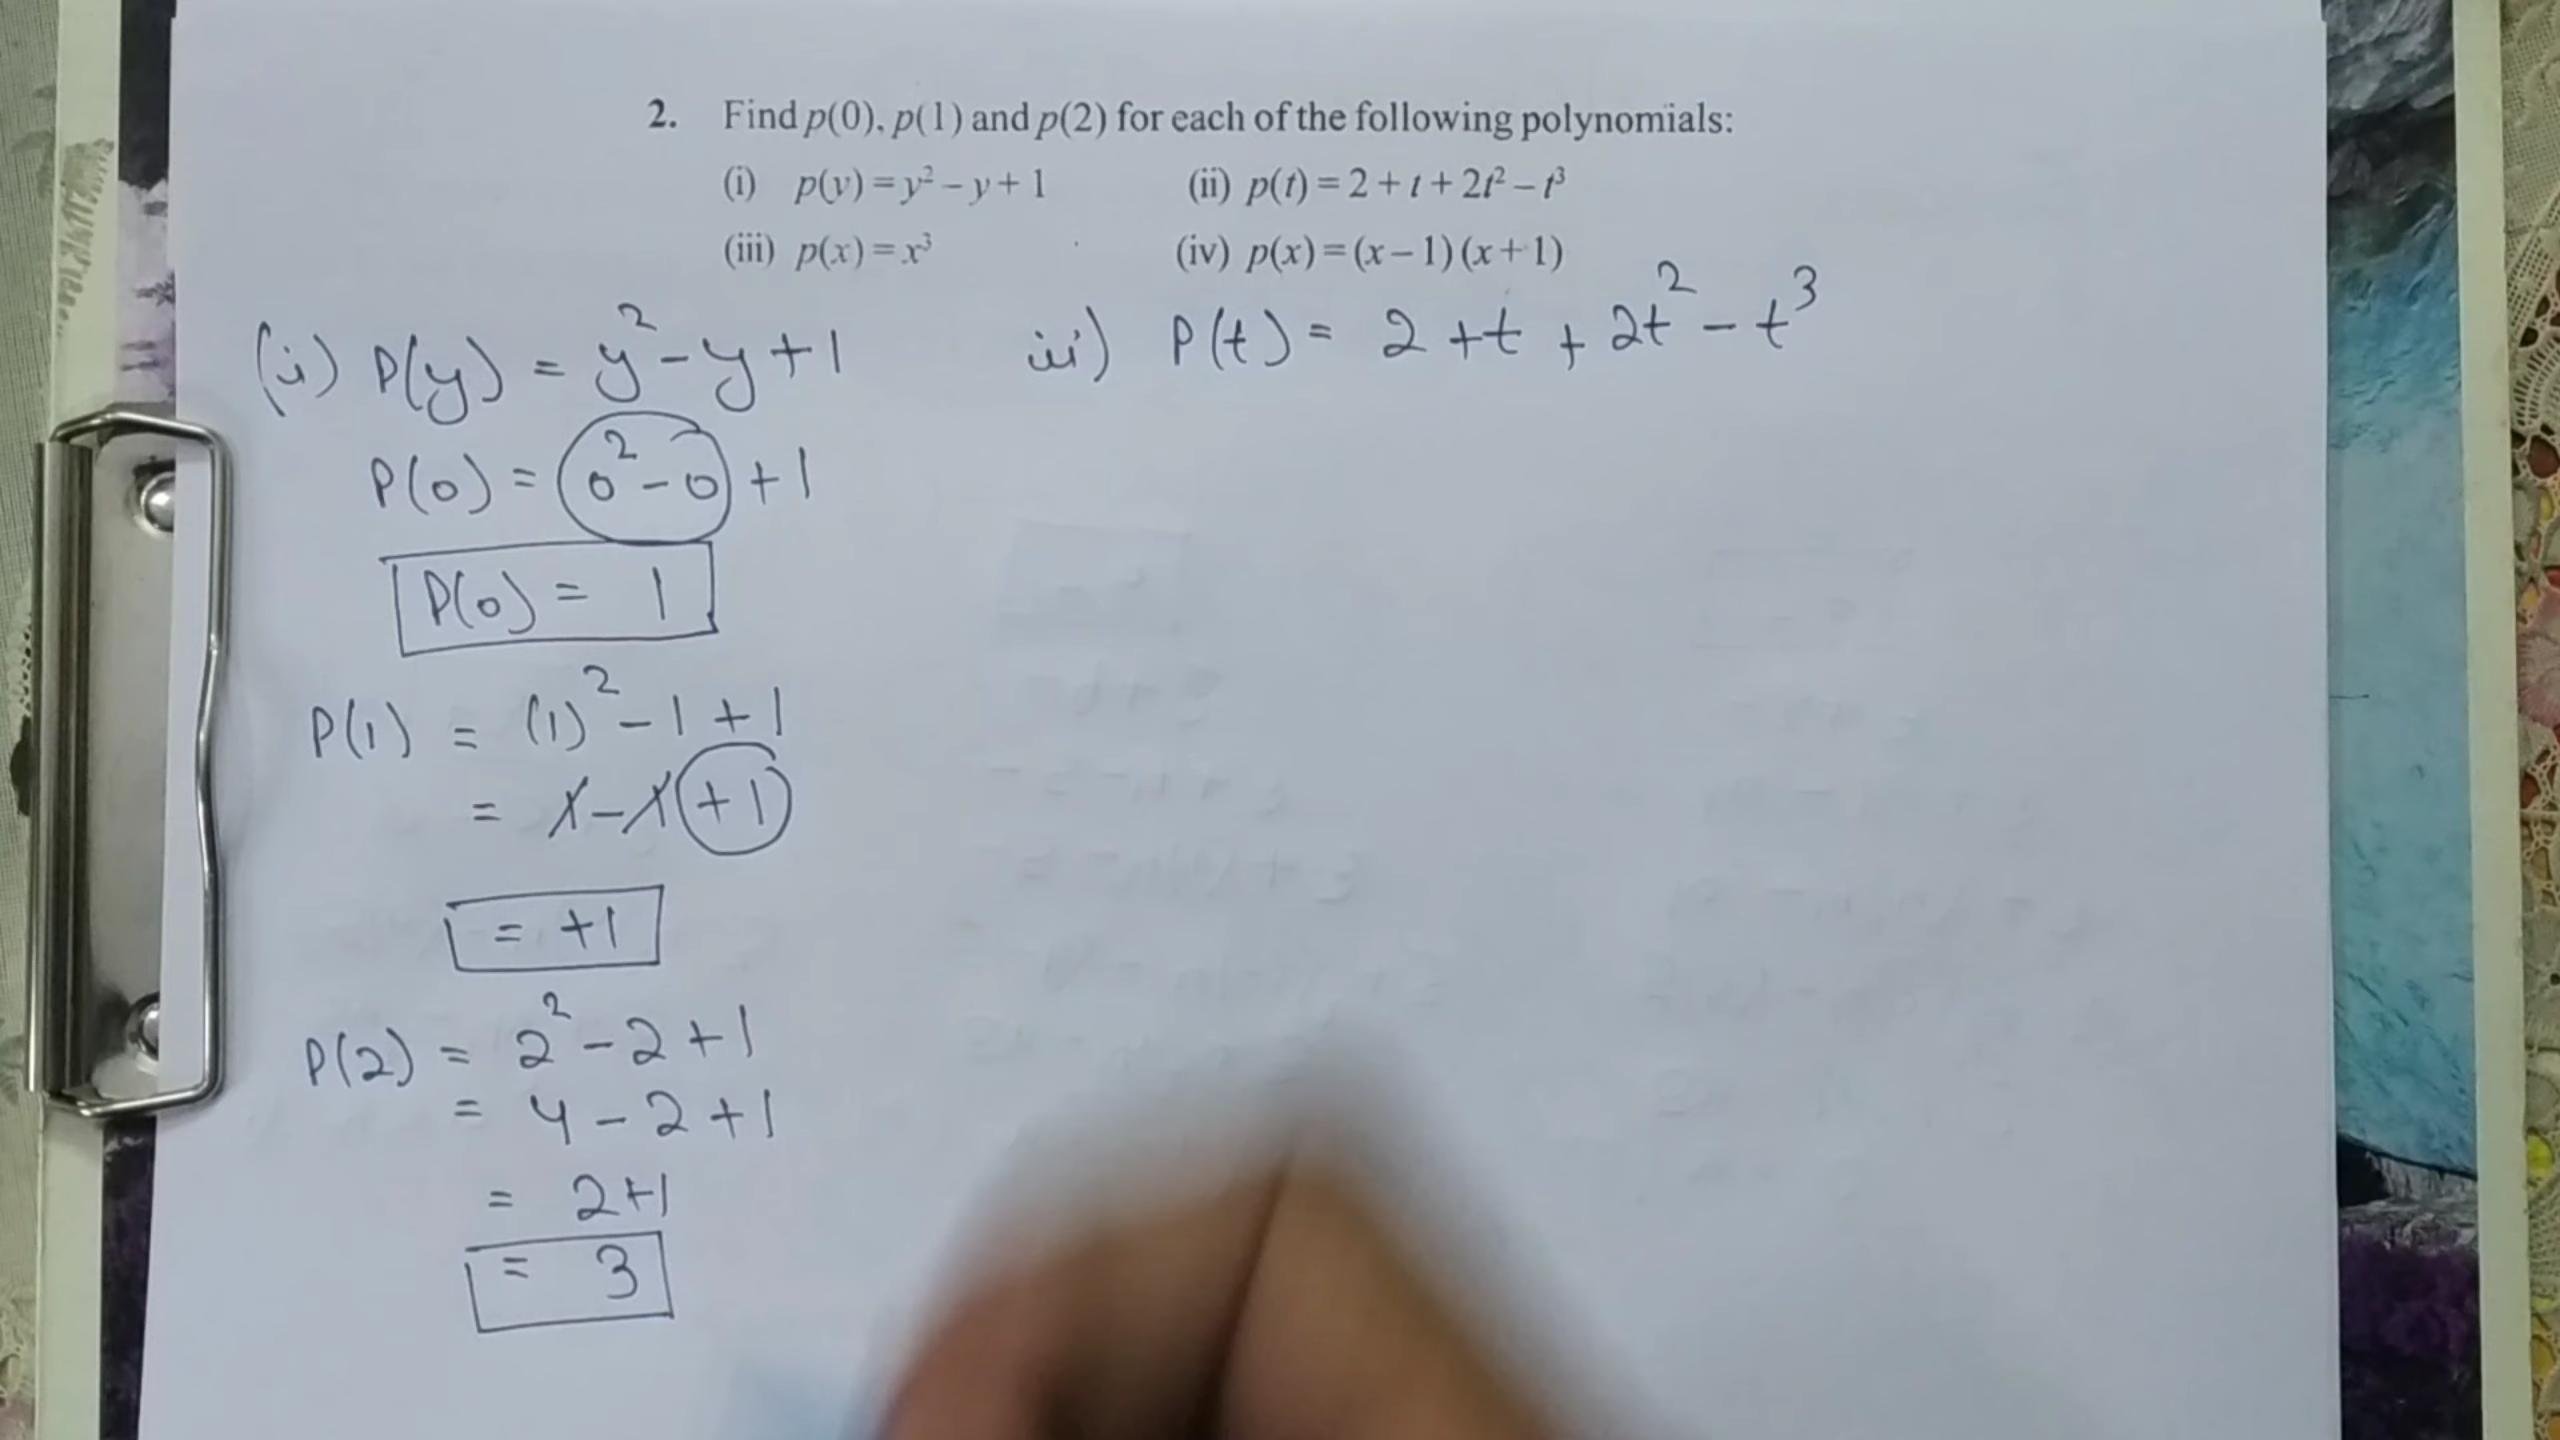 2. Find p(0), p(1) and p(2) for each of the following polynomials:
(i) p(y) = y² – y + 1 (ii) p(t) = 2 + t + 2t² – t³
(iii) p(x) = x³ (iv) p(x) = (x – 1) (x + 1)
(i) P(y) = y² - y + 1
P(0) = 0² - 0 + 1
P(0) = 1
P(1) = (1)² - 1 + 1
= 1 - 1 + 1
= +1
P(2) = 2² - 2 + 1
= 4 - 2 + 1
= 2+1
= 3
iii) P(t) = 2 + t + 2t² - t³